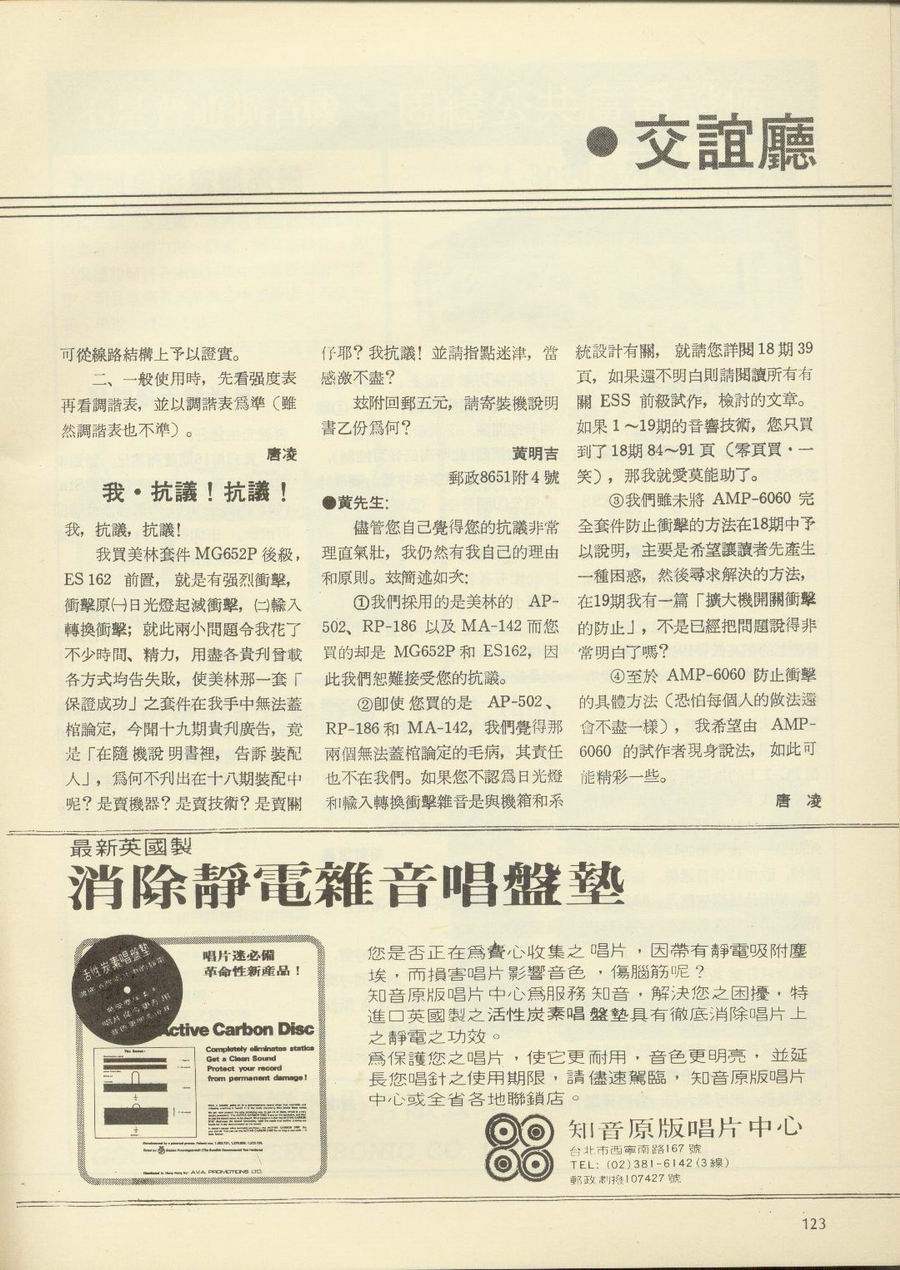 ●交誼廳
可從線路結構上予以證實。
二、一般使用時，先看强度表
再看調諧表，並以調諧表爲準（雖
然調諧表也不準）。
唐凌
我・抗議！抗議！
我，抗議，抗議！
我買美林套件MG652P後級，
ES 162 前置，就是有强烈衝擊，
衝擊原㈠日光燈起滅衝擊，㈡輸入
轉換衝擊；就此兩小問題令我花了
不少時間、精力，用盡各貴刋曾載
各方式均告失敗，使美林那一套「
保證成功」之套件在我手中無法蓋
棺論定，今聞十九期貴刋廣告，竟
是「在隨機說明書裡，告訴裝配
人」，爲何不刋出在十八期裝配中
呢？是賣機器？是賣技術？是賣關
仔耶？我抗議！並請指點迷津，當
感激不盡？
玆附回郵五元，請寄裝機說明
書乙份爲何？
黄明吉
郵政8651附4號
●黄先生：
儘管您自己覺得您的抗議非常
理直氣壯，我仍然有我自己的理由
和原則。玆簡述如次：
①我們採用的是美林的 AP-
502、RP-186 以及 MA-142 而您
買的却是 MG652P 和 ES162，因
此我們恕難接受您的抗議。
②卽使您買的是 AP-502、
RP-186 和 MA-142，我們覺得那
兩個無法蓋棺論定的毛病，其責任
也不在我們。如果您不認爲日光燈
和輸入轉換衝擊雜音是與機箱和系
統設計有關，就請您詳閱18期39
頁，如果還不明白則請閱讀所有有
關 ESS 前級試作，檢討的文章。
如果1～19期的音響技術，您只買
到了18期84～91頁（零頁買・一
笑），那我就愛莫能助了。
③我們雖未將 AMP-6060 完
全套件防止衝擊的方法在18期中予
以說明，主要是希望讓讀者先產生
一種困惑，然後尋求解決的方法，
在19期我有一篇「擴大機開關衝擊
的防止」，不是已經把問題說得非
常明白了嗎？
④至於 AMP-6060 防止衝擊
的具體方法（恐怕每個人的做法還
會不盡一樣），我希望由 AMP-
6060 的試作者現身說法，如此可
能精彩一些。
唐　凌
最新英國製
消除靜電雜音唱盤墊
活性炭素唱盤墊
唱片迷必備
革命性新產品！
Active Carbon Disc
Completely eliminates statics
Get a Clean Sound
Protect your record
from permanent damage!
您是否正在爲費心收集之唱片，因帶有靜電吸附塵
埃，而損害唱片影響音色，傷腦筋呢？
知音原版唱片中心爲服務知音，解決您之困擾，特
進口英國製之活性炭素唱盤墊具有徹底消除唱片上
之靜電之功效。
爲保護您之唱片，使它更耐用，音色更明亮，並延
長您唱針之使用期限，請儘速駕臨，知音原版唱片
中心或全省各地聯鎖店。
知音原版唱片中心
台北市西寧南路167號
TEL: (02)381-6142(3線)
郵政劃撥107427號
123